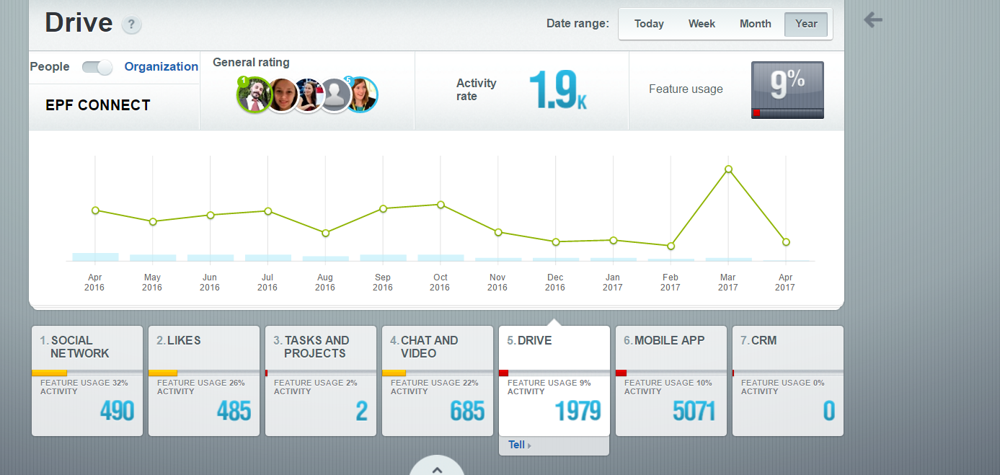 Drive ?
Date range: Today Week Month Year
People Organization
EPF CONNECT
General rating
1 5
Activity
rate
1.9K
Feature usage
9%
Apr May Jun Jul Aug Sep Oct Nov Dec Jan Feb Mar Apr
2016 2016 2016 2016 2016 2016 2016 2016 2016 2017 2017 2017 2017
1. SOCIAL
NETWORK
FEATURE USAGE 32%
ACTIVITY
490
2. LIKES
FEATURE USAGE 26%
ACTIVITY
485
3. TASKS AND
PROJECTS
FEATURE USAGE 2%
ACTIVITY
2
4. CHAT AND
VIDEO
FEATURE USAGE 22%
ACTIVITY
685
5. DRIVE
FEATURE USAGE 9%
ACTIVITY
1979
Tell
6. MOBILE APP
FEATURE USAGE 10%
ACTIVITY
5071
7. CRM
FEATURE USAGE 0%
ACTIVITY
0